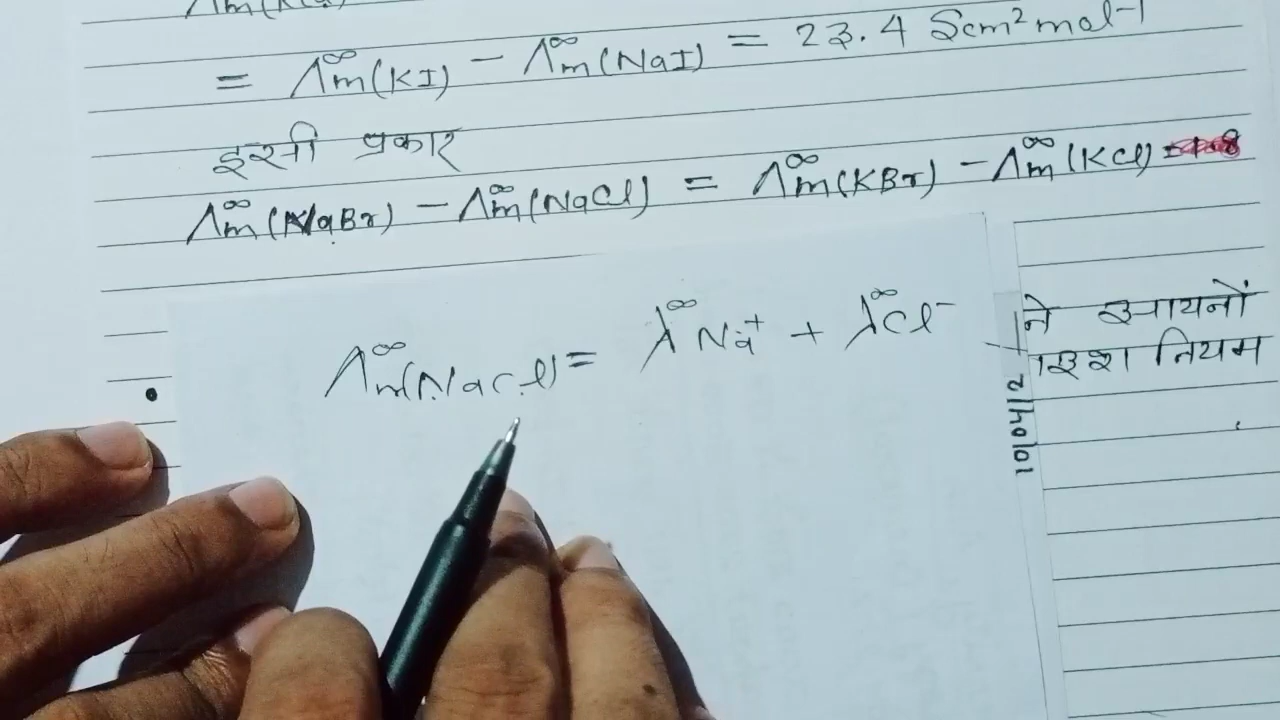 = Λ∞m(KI) - Λ∞m(NaI) = 23.4 Scm²mol⁻¹
इसी प्रकार
Λ∞m(NaBr) - Λ∞m(NaCl) = Λ∞m(KBr) - Λ∞m(KCl)
Λ∞m(NaCl) = λ∞Na⁺ + λ∞Cl⁻
ने आयनों
नियम